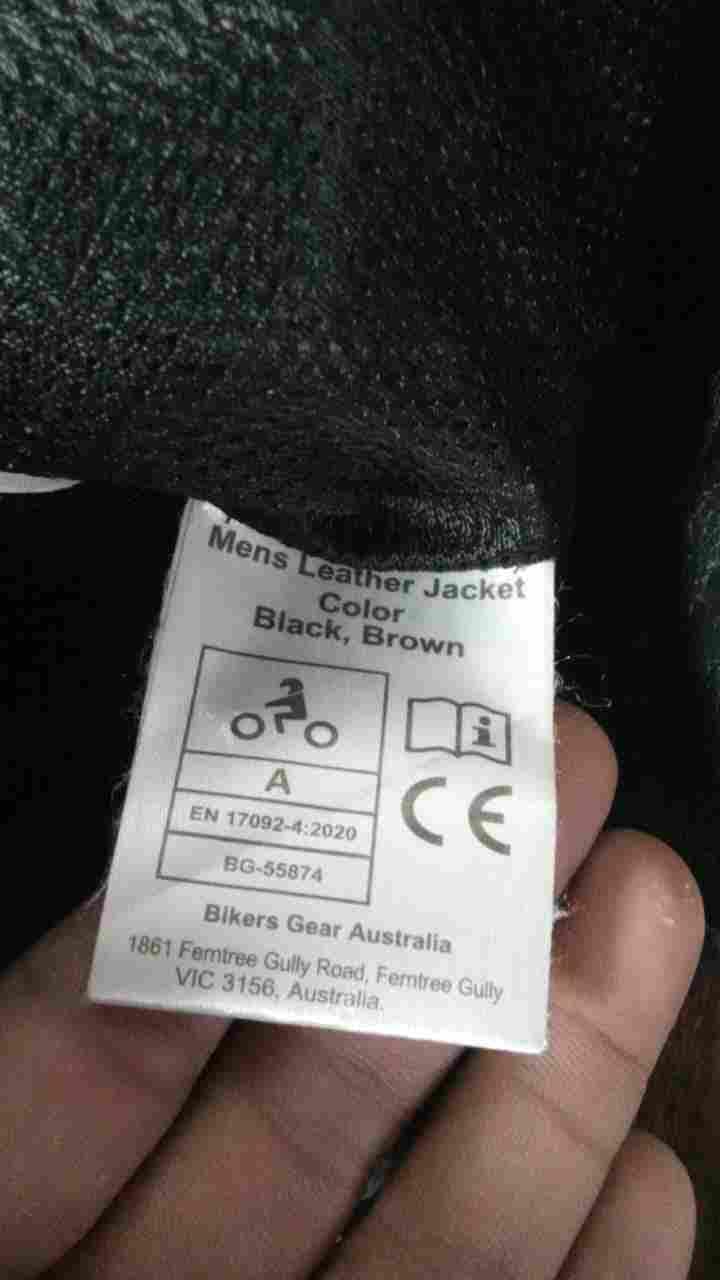 Mens Leather Jacket
Color
Black, Brown
A
EN 17092-4:2020
BG-55874
CE
Bikers Gear Australia
1861 Ferntree Gully Road, Ferntree Gully
VIC 3156, Australia.